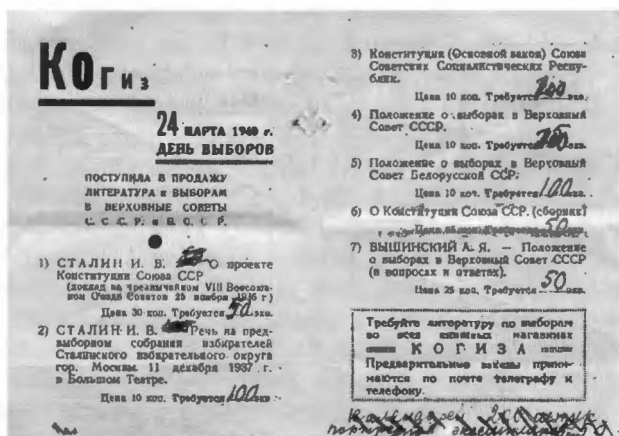 КОГИЗ
24 МАРТА 1940 г.
ДЕНЬ ВЫБОРОВ
ПОСТУПИЛА В ПРОДАЖУ
ЛИТЕРАТУРА к ВЫБОРАМ
В ВЕРХОВНЫЕ СОВЕТЫ
С. С. С. Р. и Б. С. С. Р.
1) СТАЛИН И. В. О проекте
Конституции Союза ССР
(доклад на чрезвычайном VIII Всесоюз-
ном С'езде Советов 25 ноября 1936 г)
Цена 30 коп. Требуется 50 экз.
2) СТАЛИН И. В. Речь на пред-
выборном собрании избирателей
Сталинского избирательного округа
гор. Москвы 11 декабря 1937 г.
в Большом Театре.
Цена 10 коп. Требуется 100 экз
3) Конституция (Основной закон) Союза
Советских Социалистических Респу-
блик.
Цена 10 коп. Требуется 200 экз.
4) Положение о выборах в Верховный
Совет СССР.
Цена 10 коп. Требуется экз.
5) Положение о выборах в Верховный
Совет Белорусской ССР.
Цена 10 коп. Требуется 100 экз.
6) О Конституции Союза ССР. (сборник)
50
7) ВЫШИНСКИЙ А. Я. — Положение
о выборах в Верховный Совет СССР
(в вопросах и ответах).
Цена 25 коп. Требуется 50 экз.
Требуйте литературу по выборам
во всех книжных магазинах
КОГИЗА
Предварительные заказы прини-
маются по почте телеграфу и
телефону.